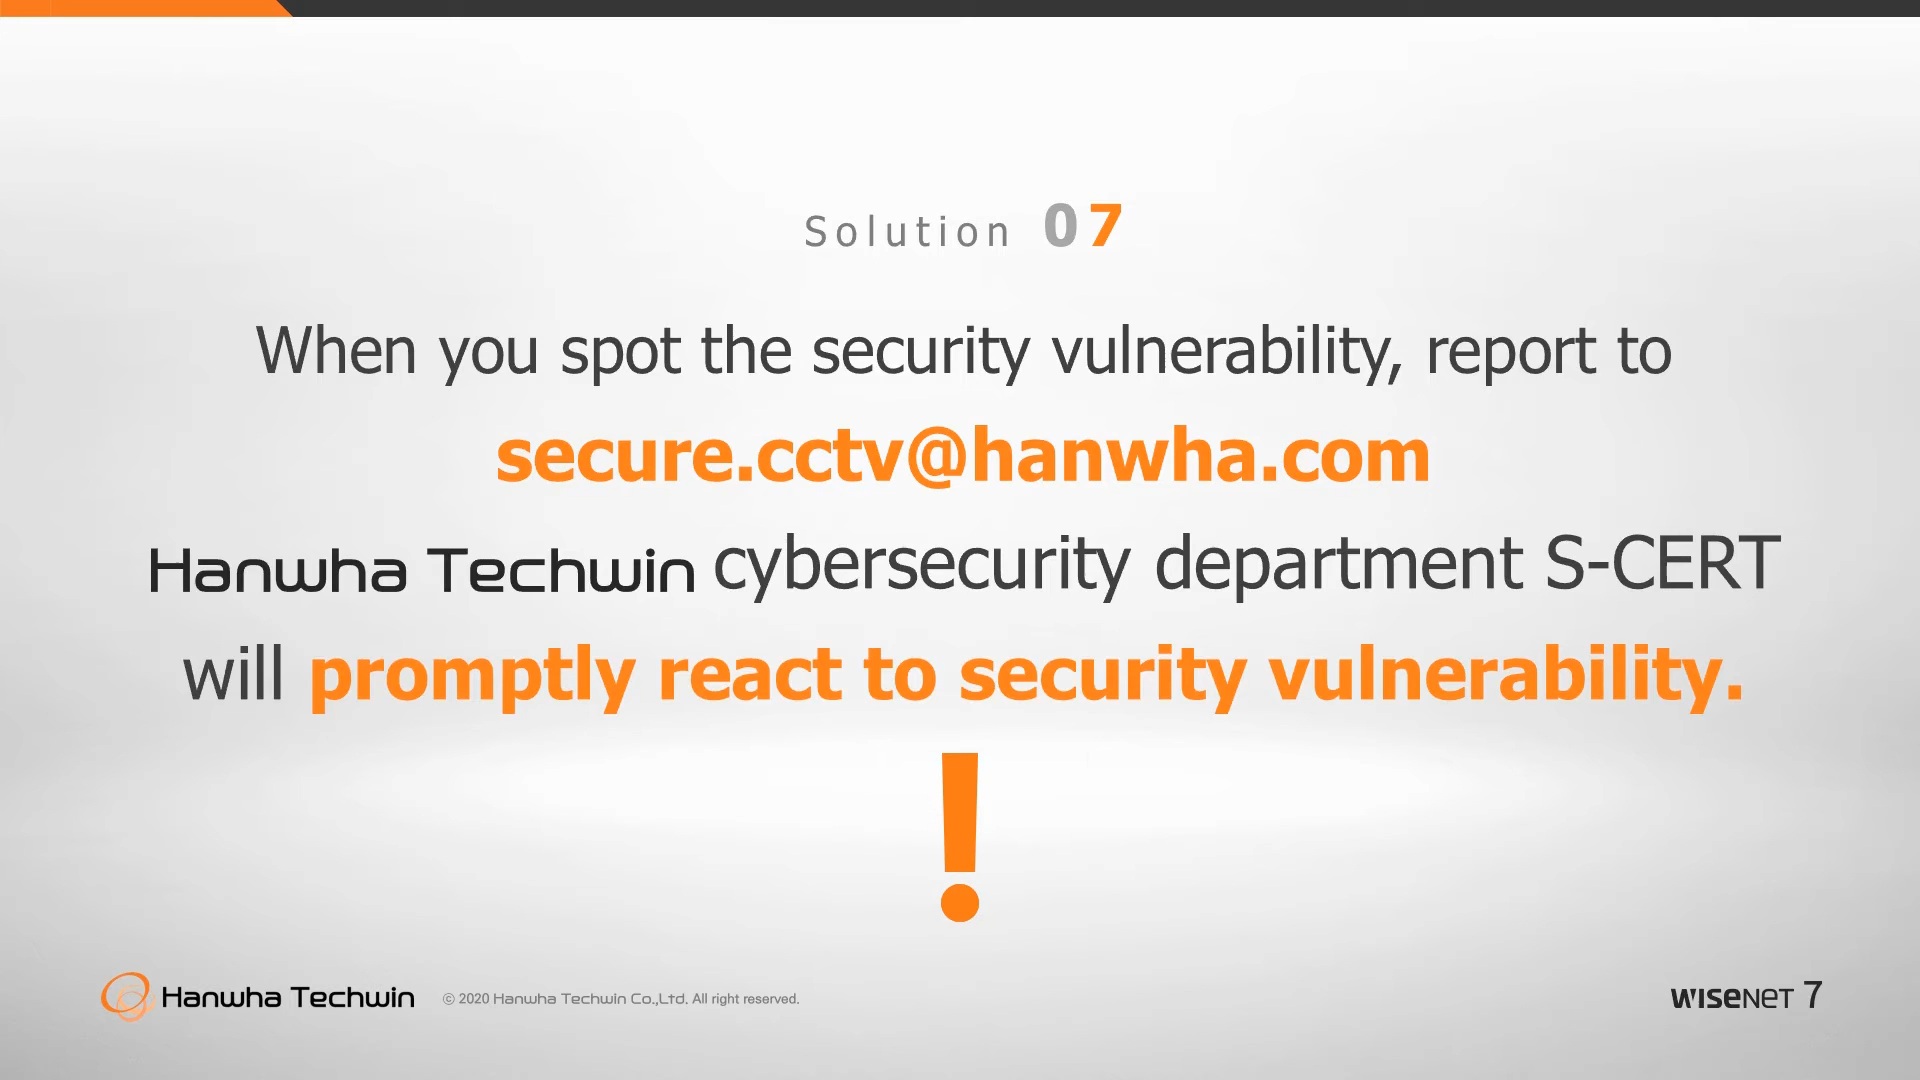 Solution 07
When you spot the security vulnerability, report to
secure.cctv@hanwha.com
Hanwha Techwin cybersecurity department S-CERT
will promptly react to security vulnerability.
!
Hanwha Techwin © 2020 Hanwha Techwin Co.,Ltd. All right reserved. WISENET 7